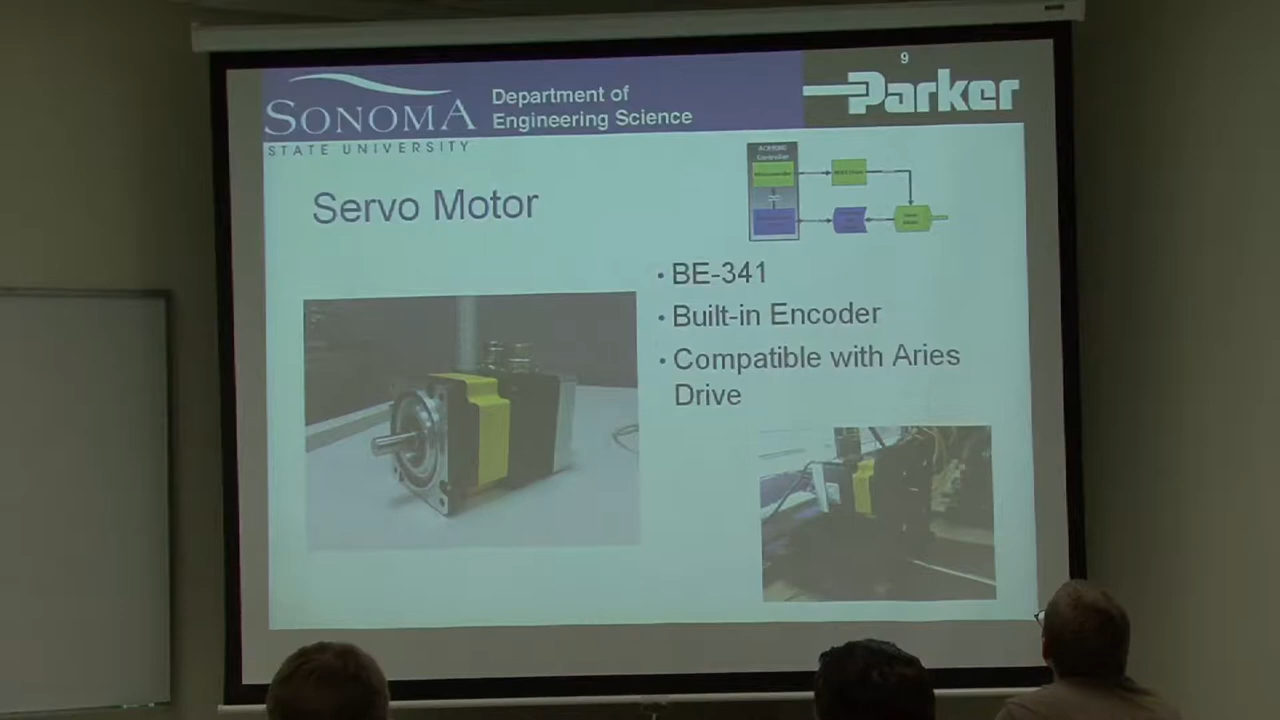 9
SONOMA
STATE UNIVERSITY
Department of
Engineering Science
Parker
Servo Motor
Controller
• BE-341
• Built-in Encoder
• Compatible with Aries
Drive